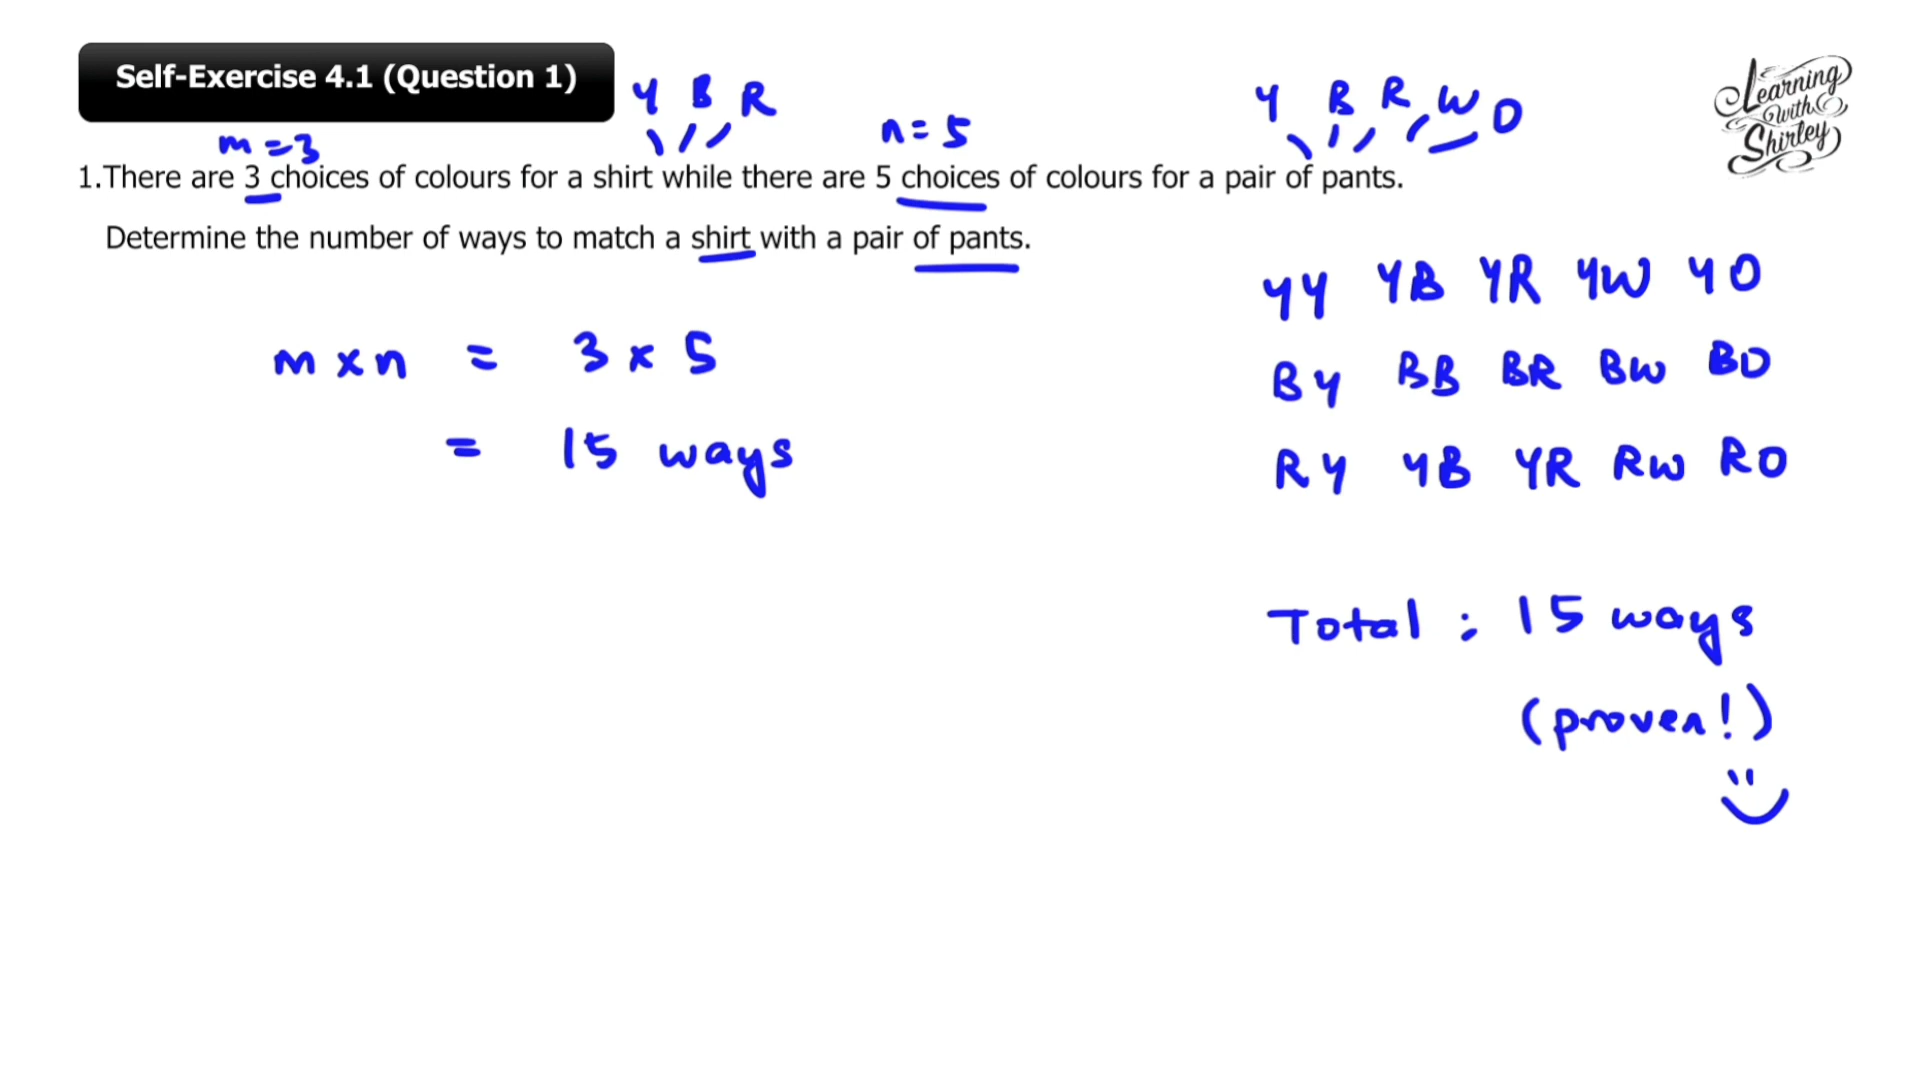 Self-Exercise 4.1 (Question 1)
Y B R
Y B R W O
Learning
with
Shirley
m = 3
n = 5
1.There are 3 choices of colours for a shirt while there are 5 choices of colours for a pair of pants.
Determine the number of ways to match a shirt with a pair of pants.
YY YB YR YW YO
m x n = 3 x 5
BY BB BR BW BO
= 15 ways
RY YB YR RW RO
Total : 15 ways
(proven!)